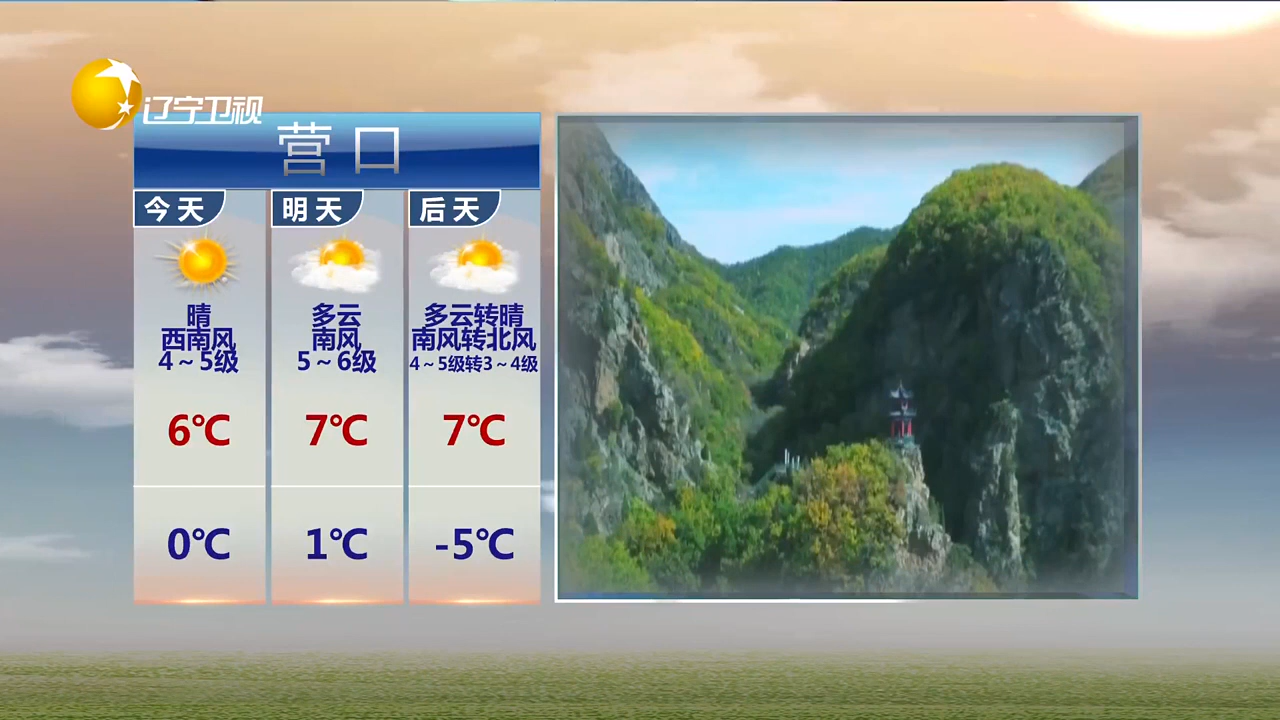 辽宁卫视
营口
今天
明天
后天
晴
西南风
4～5级
6℃
0℃
多云
南风
5～6级
7℃
1℃
多云转晴
南风转北风
4～5级转3～4级
7℃
-5℃